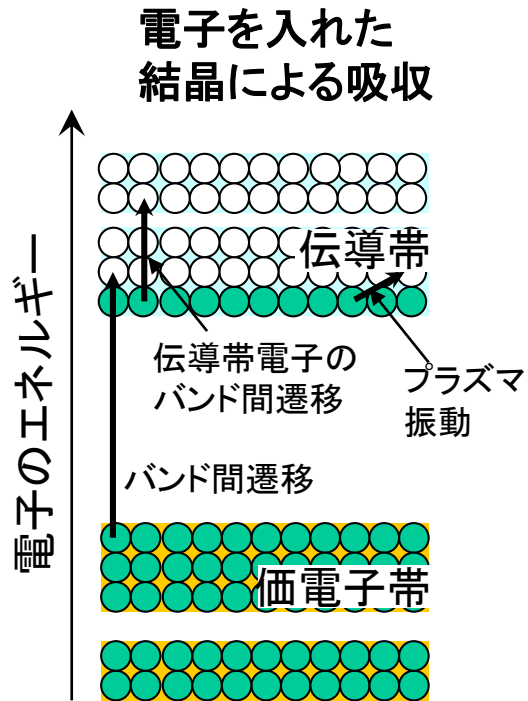 電子を入れた
結晶による吸収
電子のエネルギー
伝導帯
伝導帯電子の
バンド間遷移
プラズマ
振動
バンド間遷移
価電子帯